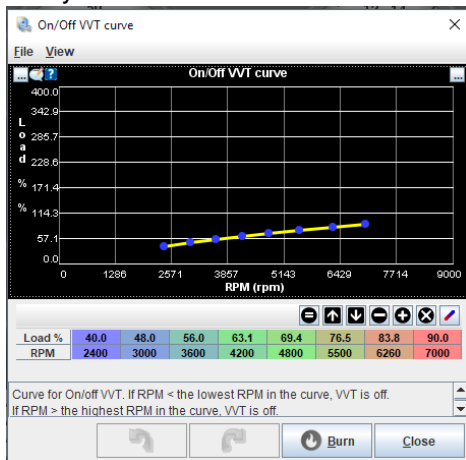 On/Off VVT curve
File View
... ? On/Off VVT curve ...
Load % %
400.0
342.9
285.7
228.6
171.4
114.3
57.1
0.0
0 1286 2571 3857 5143 6429 7714 9000
RPM (rpm)
Load % 40.0 48.0 56.0 63.1 69.4 76.5 83.8 90.0
RPM 2400 3000 3600 4200 4800 5500 6260 7000
Curve for On/off VVT. If RPM < the lowest RPM in the curve, VVT is off.
If RPM > the highest RPM in the curve, VVT is off.
Burn Close